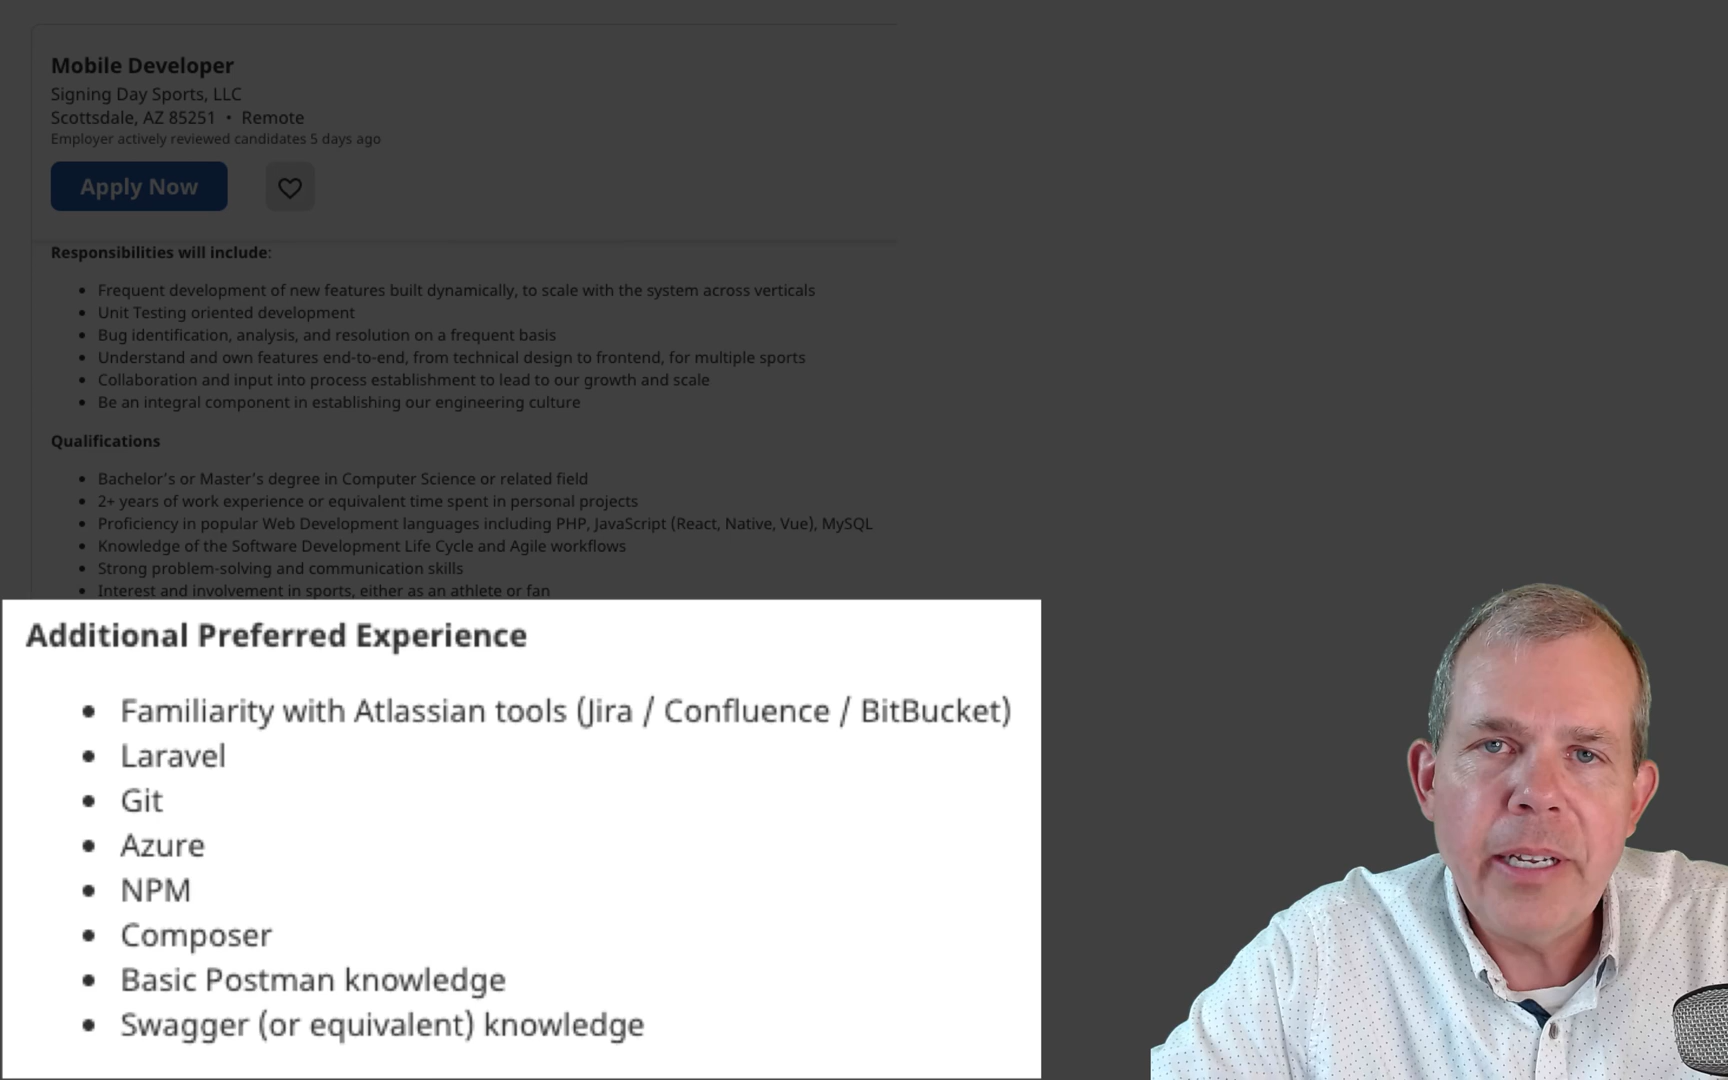 Mobile Developer
Signing Day Sports, LLC
Scottsdale, AZ 85251 • Remote
Employer actively reviewed candidates 5 days ago
Apply Now
Responsibilities will include:
• Frequent development of new features built dynamically, to scale with the system across verticals
• Unit Testing oriented development
• Bug identification, analysis, and resolution on a frequent basis
• Understand and own features end-to-end, from technical design to frontend, for multiple sports
• Collaboration and input into process establishment to lead to our growth and scale
• Be an integral component in establishing our engineering culture
Qualifications
• Bachelor’s or Master’s degree in Computer Science or related field
• 2+ years of work experience or equivalent time spent in personal projects
• Proficiency in popular Web Development languages including PHP, JavaScript (React, Native, Vue), MySQL
• Knowledge of the Software Development Life Cycle and Agile workflows
• Strong problem-solving and communication skills
• Interest and involvement in sports, either as an athlete or fan
Additional Preferred Experience
• Familiarity with Atlassian tools (Jira / Confluence / BitBucket)
• Laravel
• Git
• Azure
• NPM
• Composer
• Basic Postman knowledge
• Swagger (or equivalent) knowledge